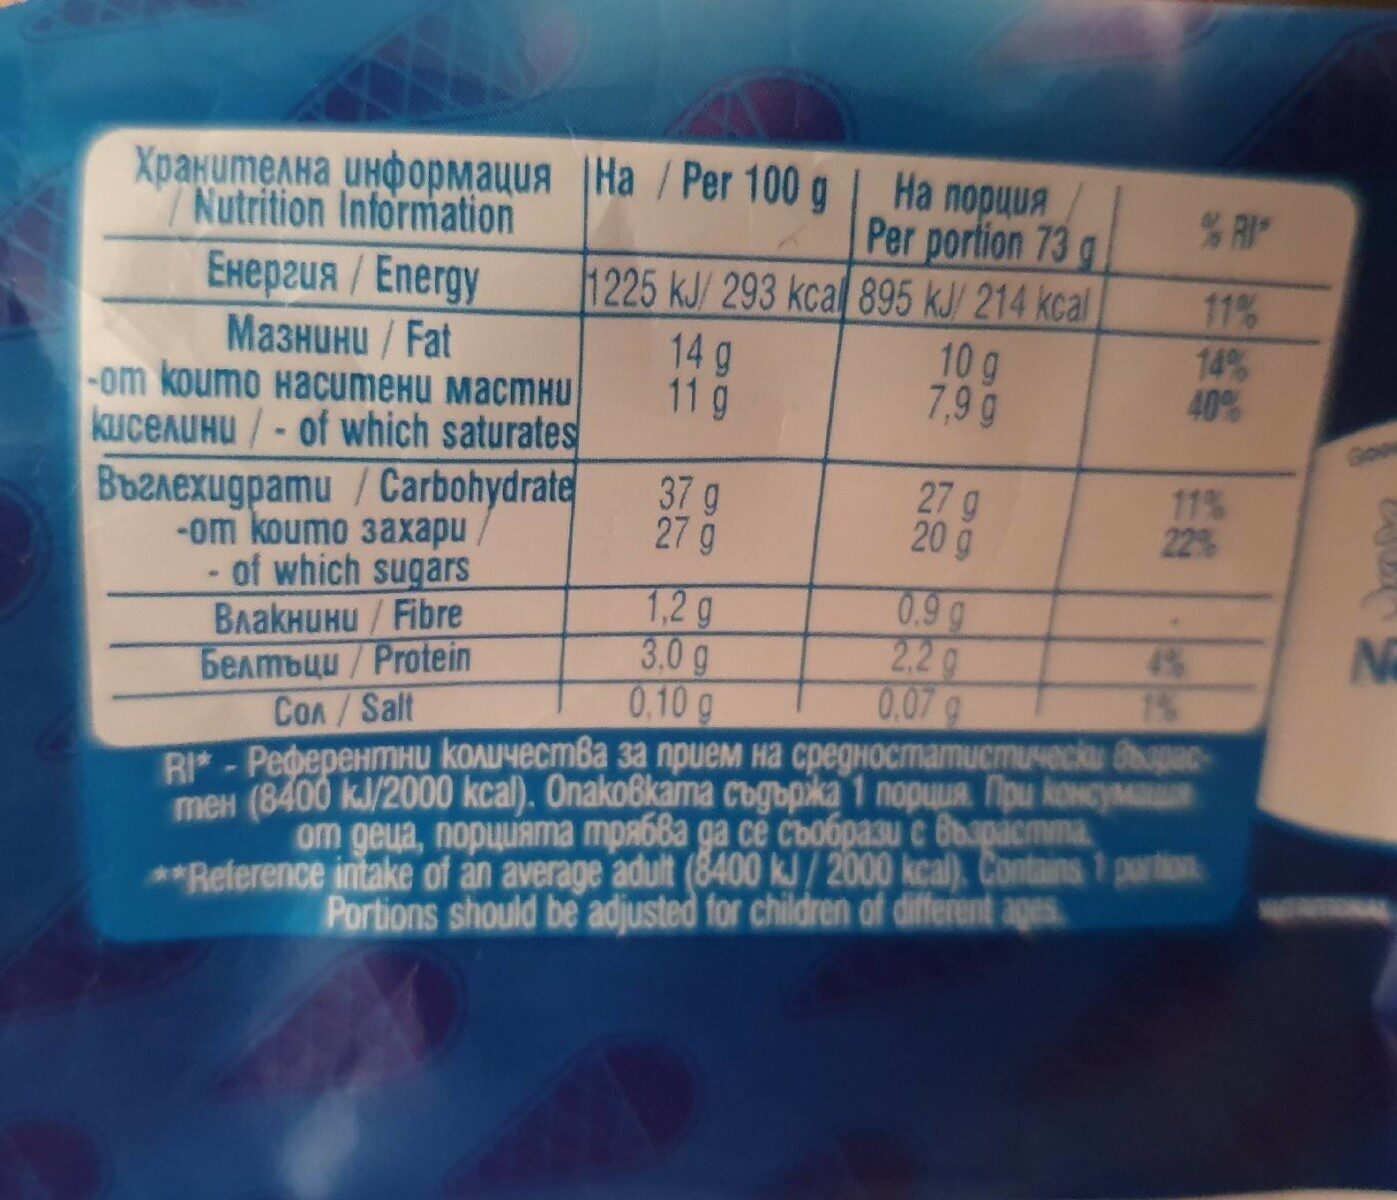 Хранителна информация / Nutrition Information | На / Per 100 g | На порция / Per portion 73 g | % RI*
Енергия / Energy | 1225 kJ/ 293 kcal | 895 kJ/ 214 kcal | 11%
Мазнини / Fat | 14 g | 10 g | 14%
-от които наситени мастни киселини / - of which saturates | 11 g | 7,9 g | 40%
Въглехидрати / Carbohydrate | 37 g | 27 g | 11%
-от които захари / - of which sugars | 27 g | 20 g | 22%
Влакнини / Fibre | 1,2 g | 0.9 g | -
Белтъци / Protein | 3,0 g | 2,2 g | 4%
Сол / Salt | 0,10 g | 0,07 g | 1%
RI* - Референтни количества за прием на средностатистически възрас-
тен (8400 kJ/2000 kcal). Опаковката съдържа 1 порция. При консумация
от деца, порцията трябва да се съобрази с възрастта.
**Reference intake of an average adult (8400 kJ / 2000 kcal). Contains 1 portion.
Portions should be adjusted for children of different ages.